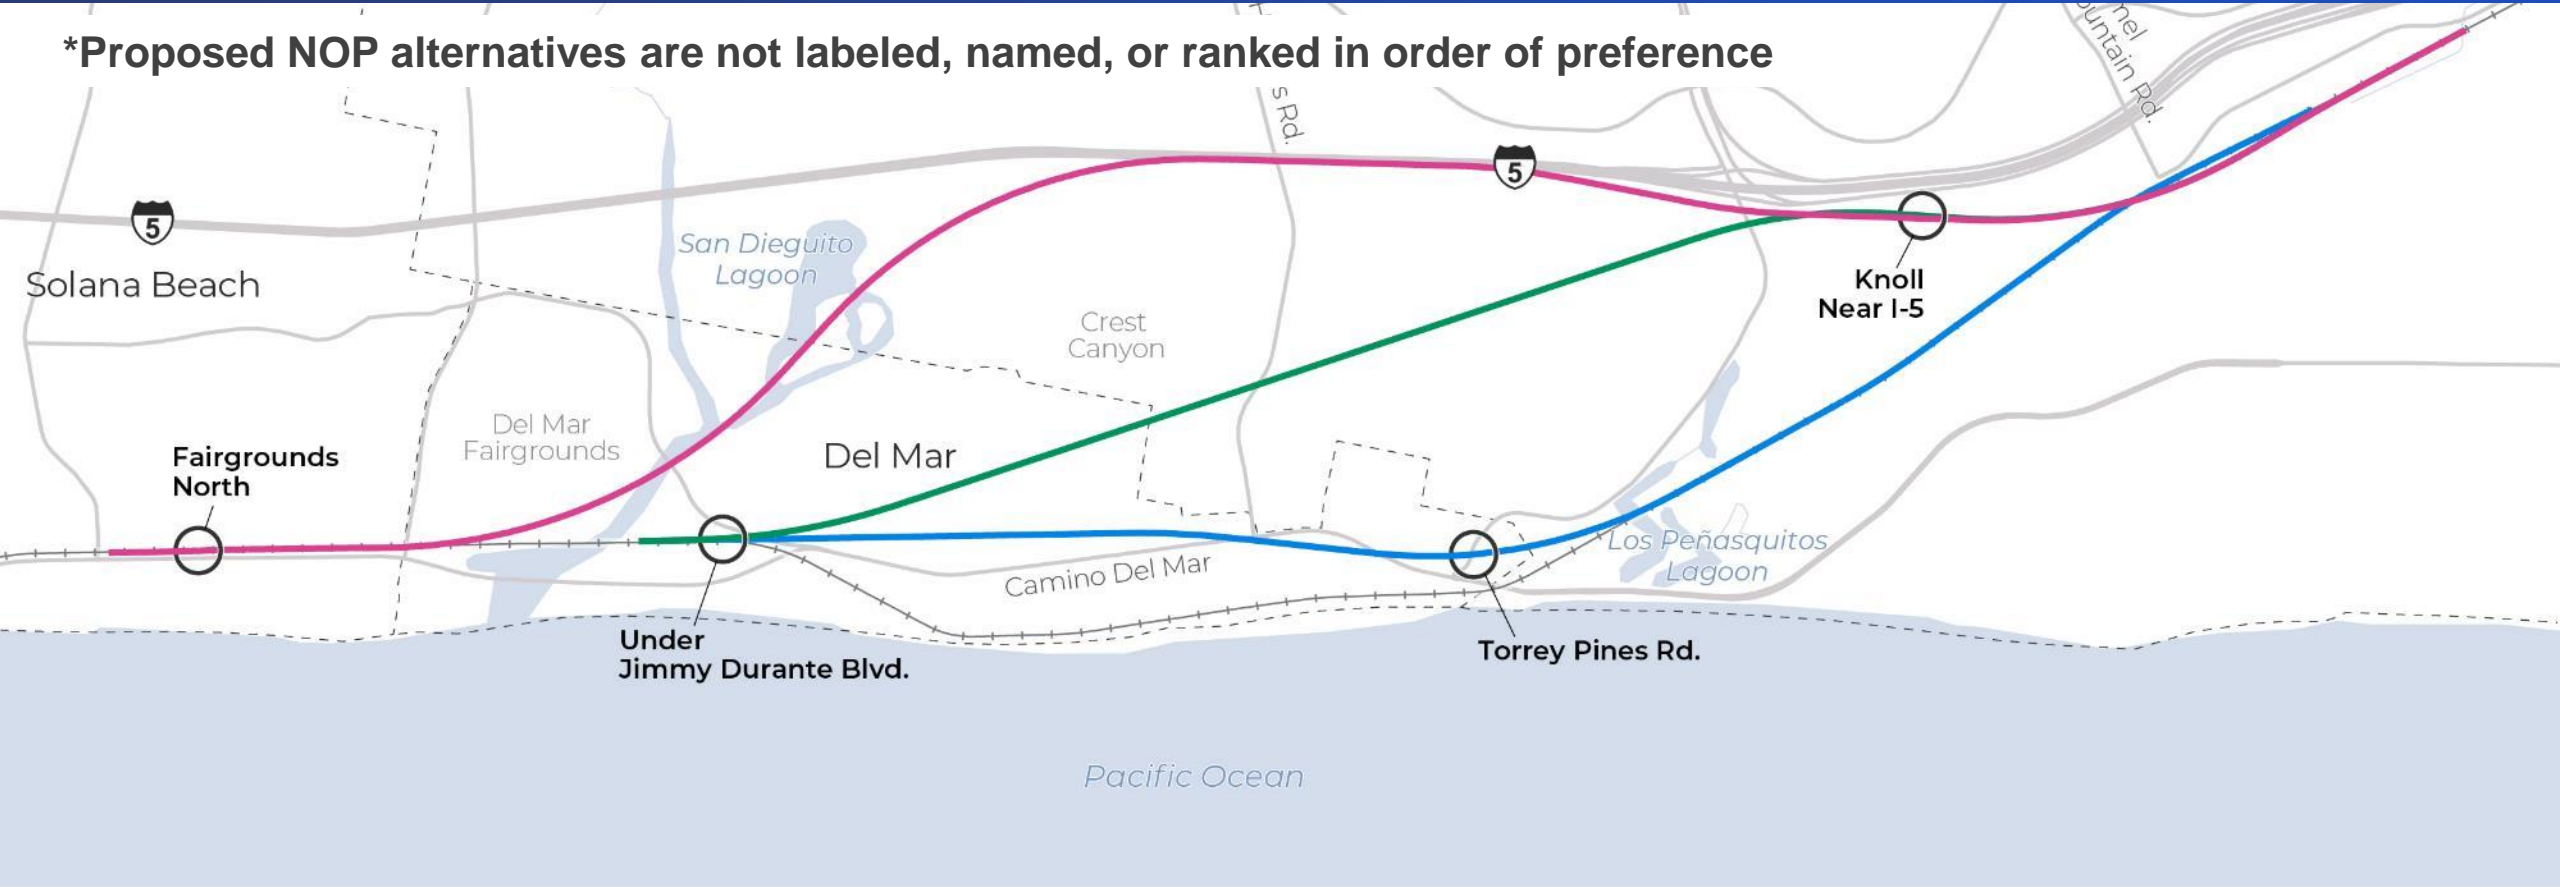 *Proposed NOP alternatives are not labeled, named, or ranked in order of preference
Rd.
5
5
San Dieguito
Lagoon
Solana Beach
Knoll
Near I-5
Crest
Canyon
Del Mar
Fairgrounds
Fairgrounds
North
Del Mar
Los Peñasquitos
Lagoon
Camino Del Mar
Under
Jimmy Durante Blvd.
Torrey Pines Rd.
Pacific Ocean